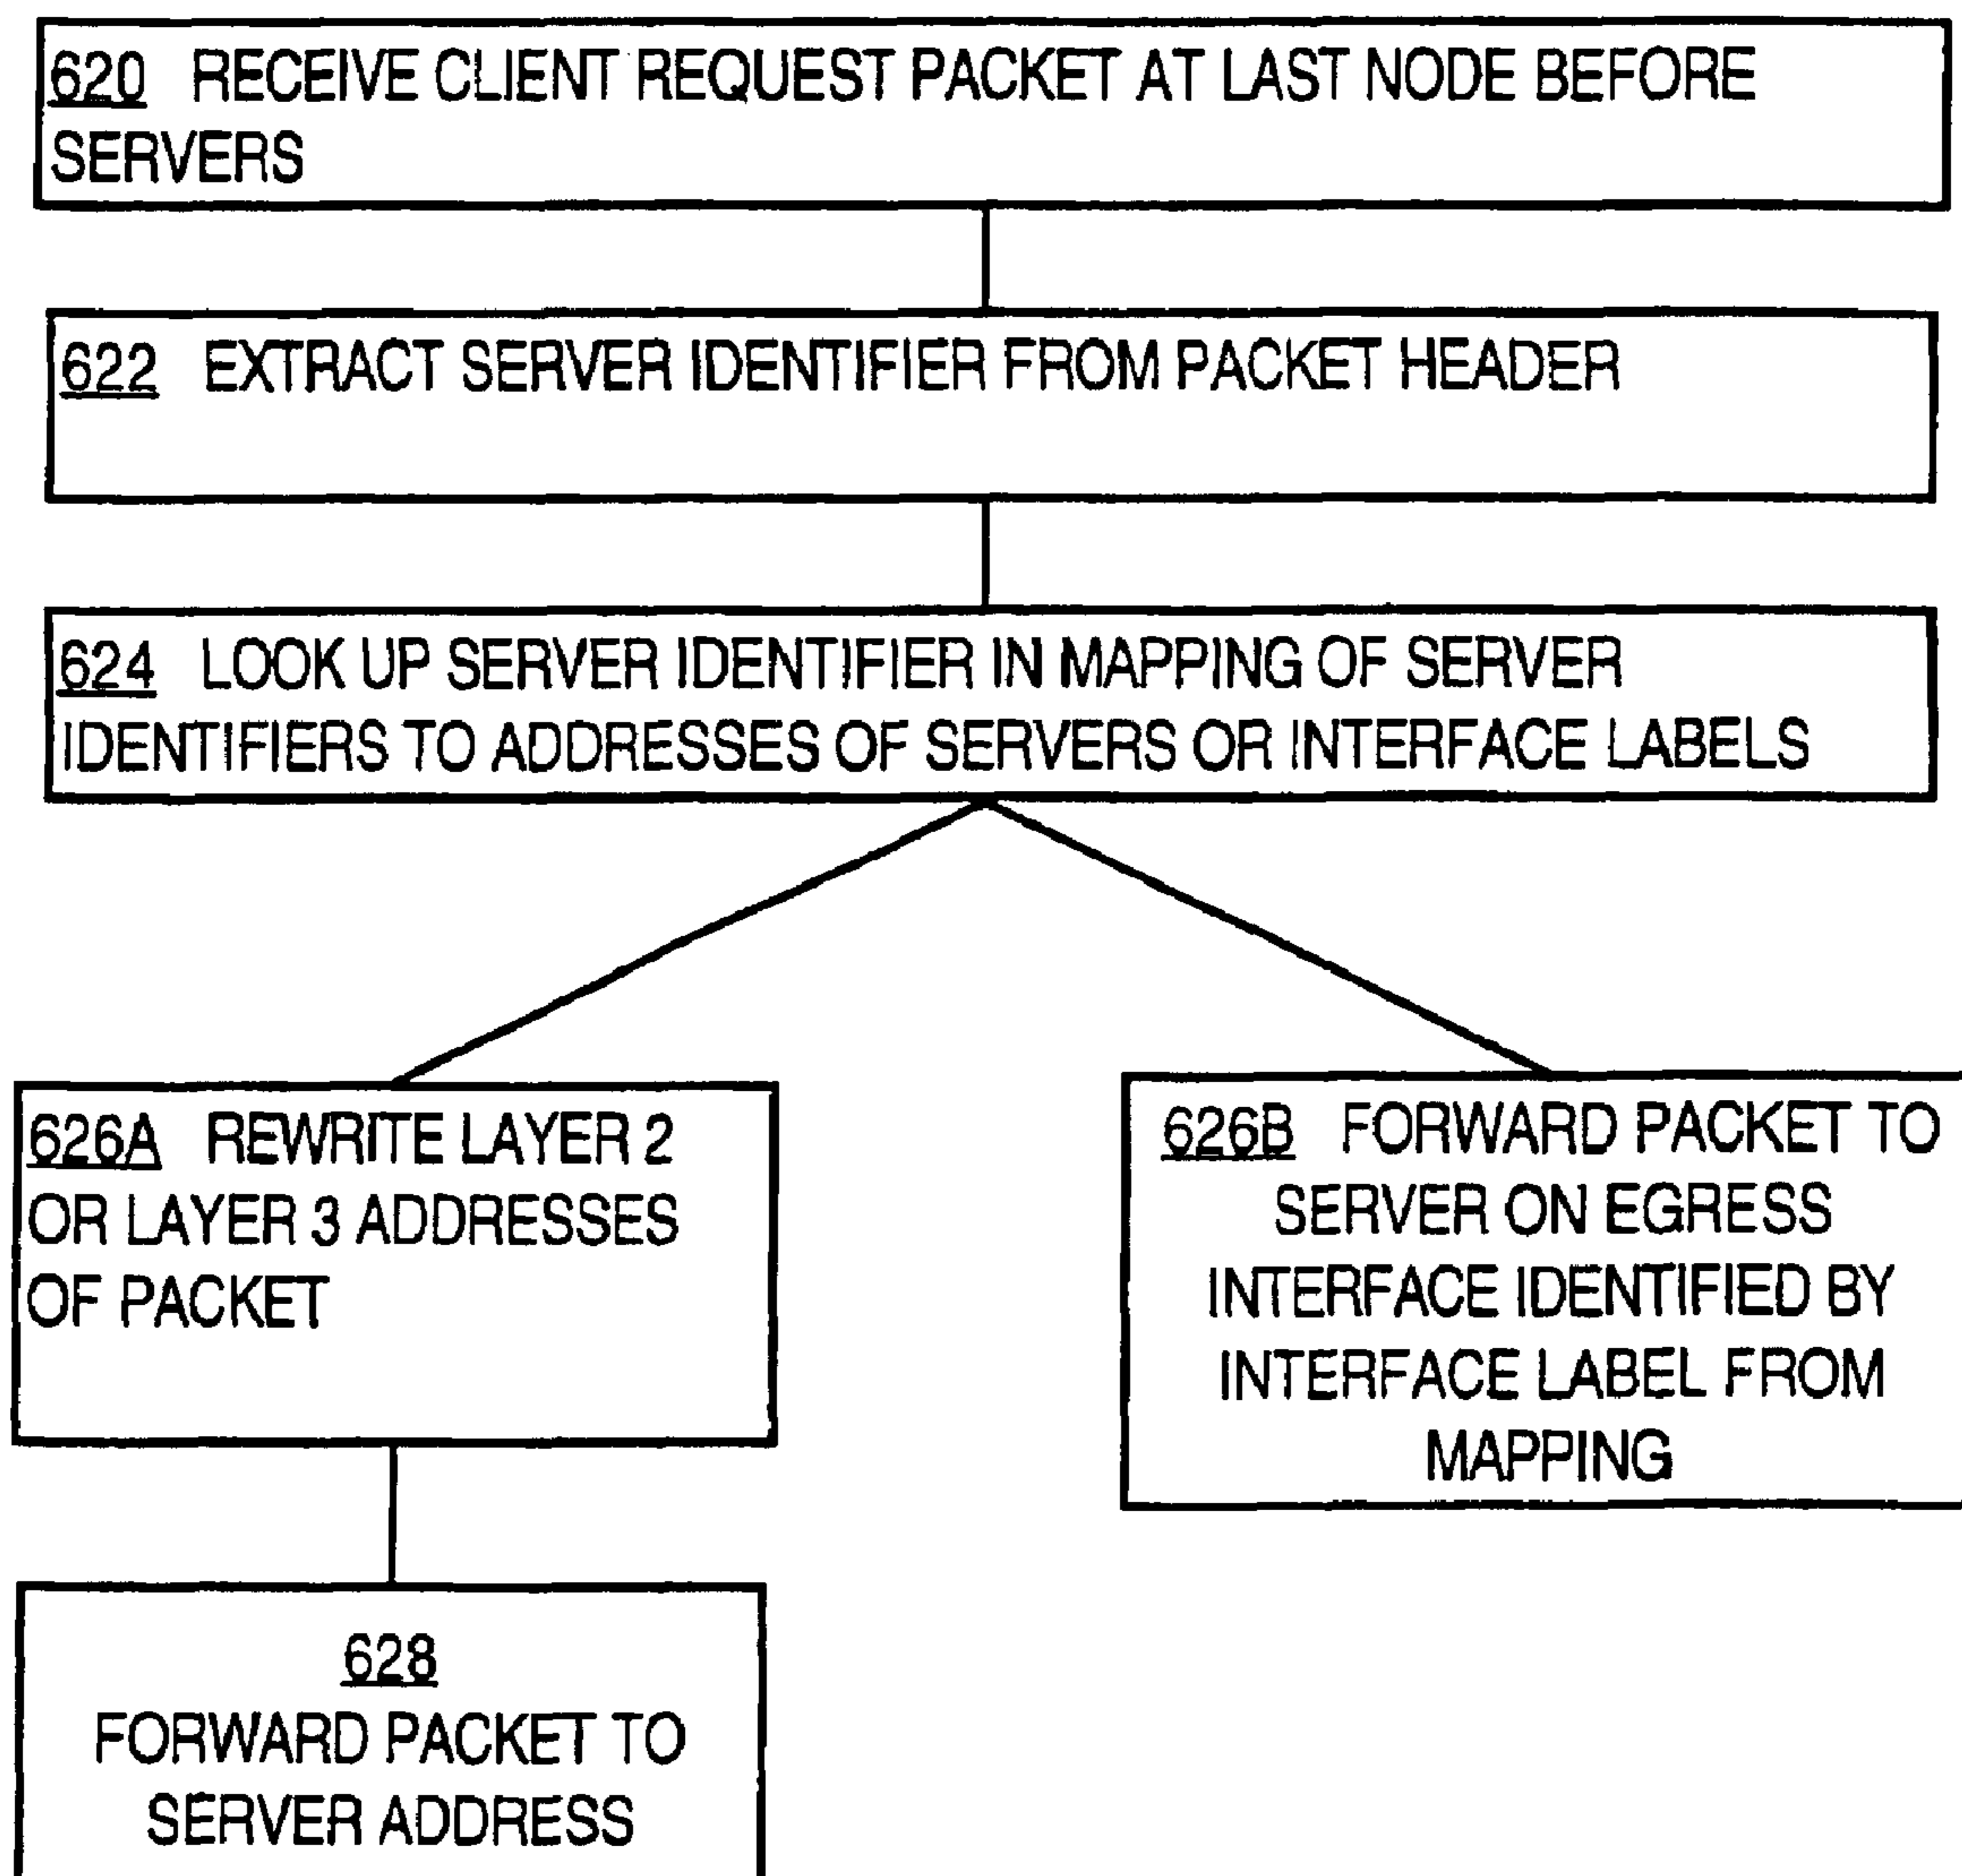 620 RECEIVE CLIENT REQUEST PACKET AT LAST NODE BEFORE
SERVERS
622 EXTRACT SERVER IDENTIFIER FROM PACKET HEADER
624 LOOK UP SERVER IDENTIFIER IN MAPPING OF SERVER
IDENTIFIERS TO ADDRESSES OF SERVERS OR INTERFACE LABELS
626A REWRITE LAYER 2
OR LAYER 3 ADDRESSES
OF PACKET
626B FORWARD PACKET TO
SERVER ON EGRESS
INTERFACE IDENTIFIED BY
INTERFACE LABEL FROM
MAPPING
628
FORWARD PACKET TO
SERVER ADDRESS